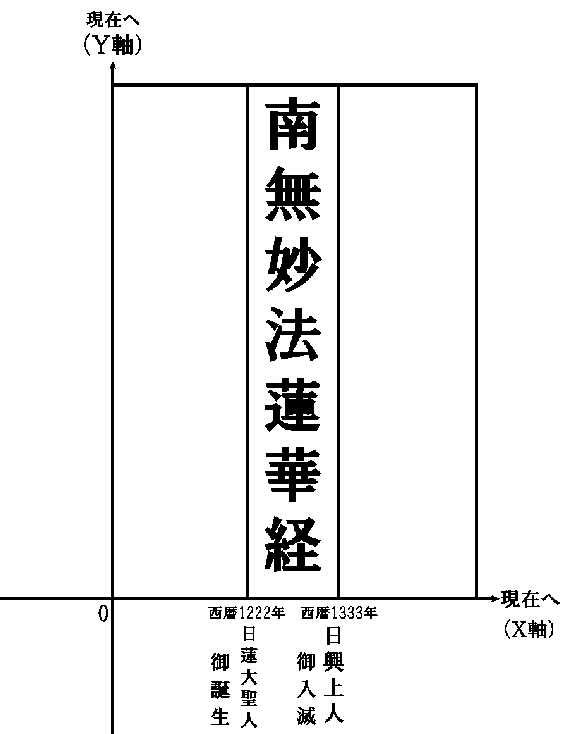 現在へ
(Y軸)
南無妙法蓮華経
現在へ
(X軸)
0
西暦1222年
日蓮大聖人
御誕生
西暦1333年
日興上人
御入滅